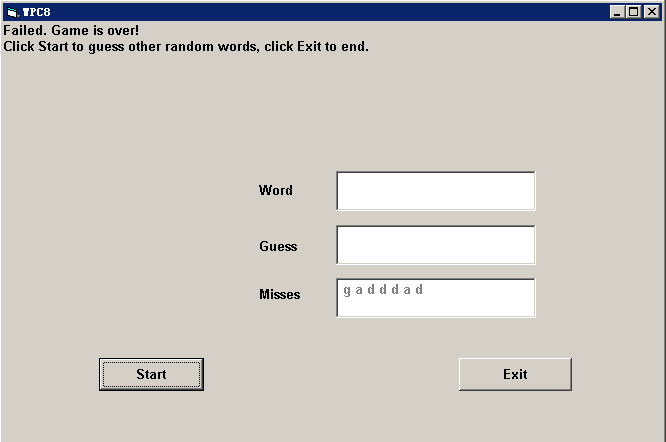 WPC8
Failed. Game is over!
Click Start to guess other random words, click Exit to end.
Word
Guess
Misses
g a d d d a d
Start
Exit